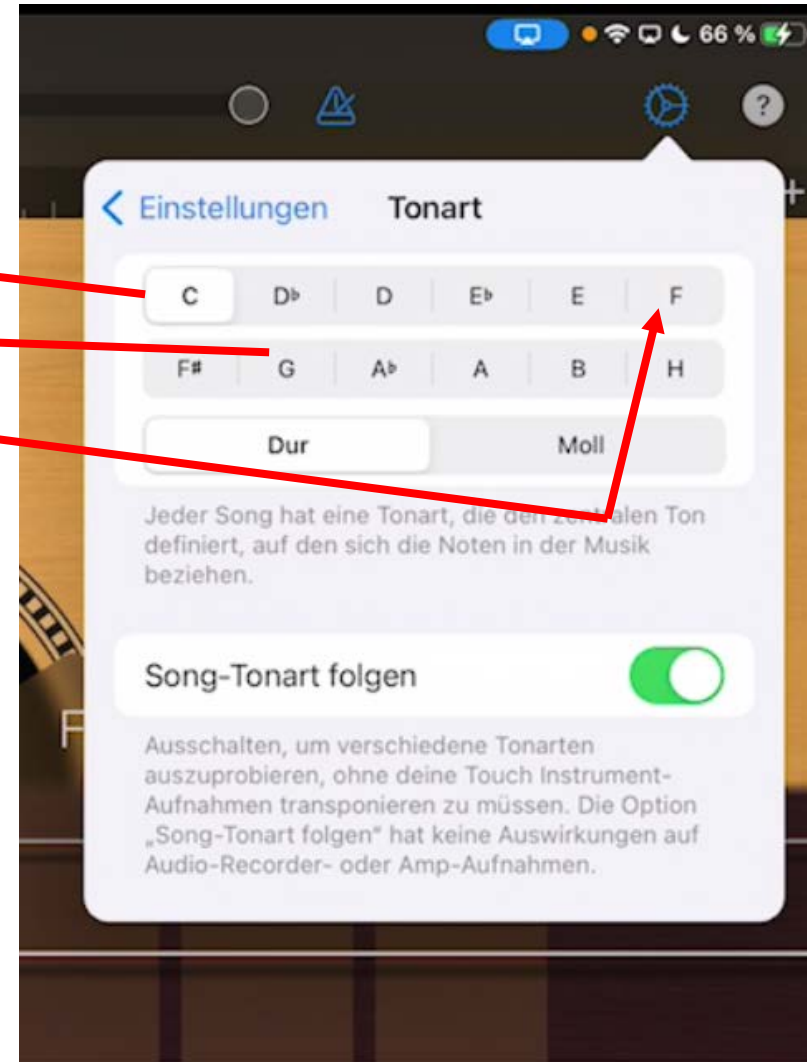 66 %
?
+
Einstellungen Tonart
C D♭ D E♭ E F
F# G A♭ A B H
Dur Moll
Jeder Song hat eine Tonart, die den zentralen Ton
definiert, auf den sich die Noten in der Musik
beziehen.
Song-Tonart folgen
F
Ausschalten, um verschiedene Tonarten
auszuprobieren, ohne deine Touch Instrument-
Aufnahmen transponieren zu müssen. Die Option
„Song-Tonart folgen" hat keine Auswirkungen auf
Audio-Recorder- oder Amp-Aufnahmen.